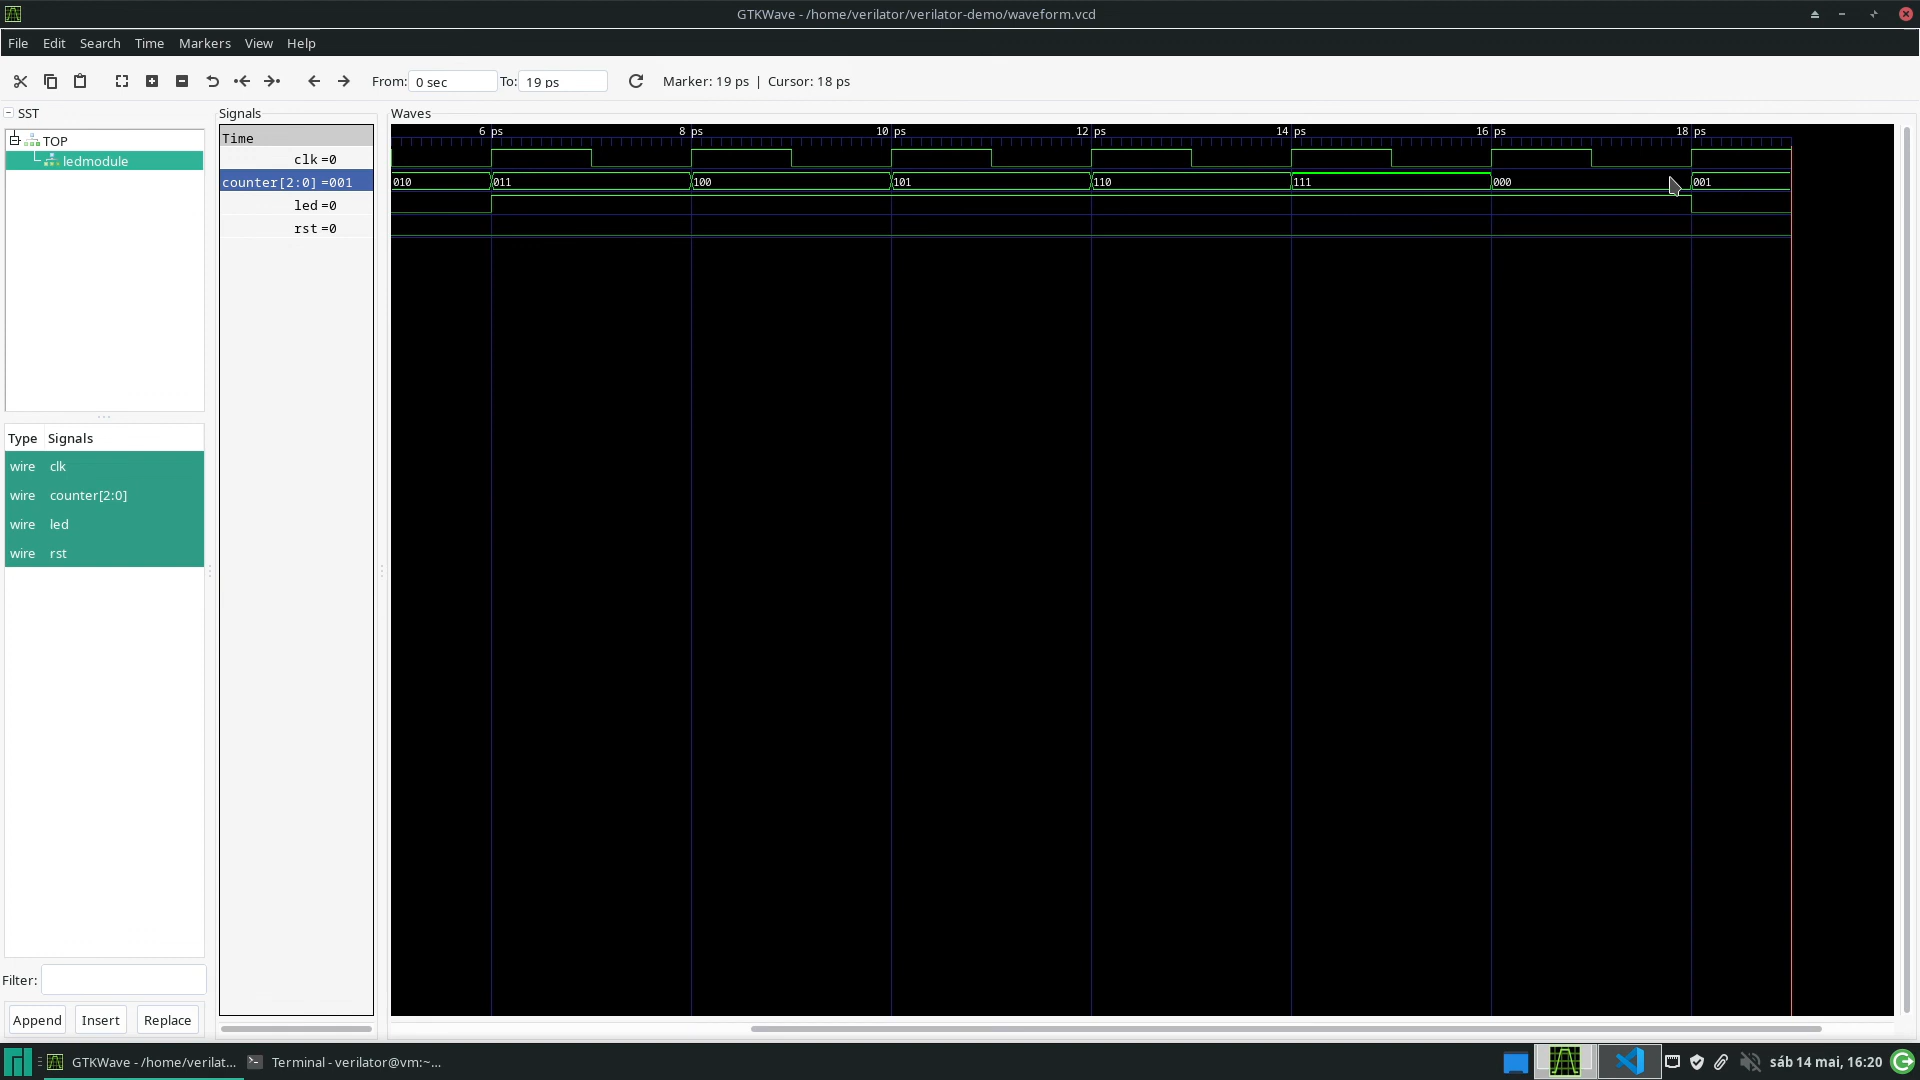 GTKWave - /home/verilator/verilator-demo/waveform.vcd
File Edit Search Time Markers View Help
From: 0 sec To: 19 ps Marker: 19 ps | Cursor: 18 ps
SST
TOP
ledmodule
Type Signals
wire clk
wire counter[2:0]
wire led
wire rst
Filter:
Append Insert Replace
Signals
Time
clk =0
counter[2:0] =001
led =0
rst =0
Waves
6 ps 8 ps 10 ps 12 ps 14 ps 16 ps 18 ps
010 011 100 101 110 111 000 001
GTKWave - /home/verilat... Terminal - verilator@vm:~... sáb 14 mai, 16:20